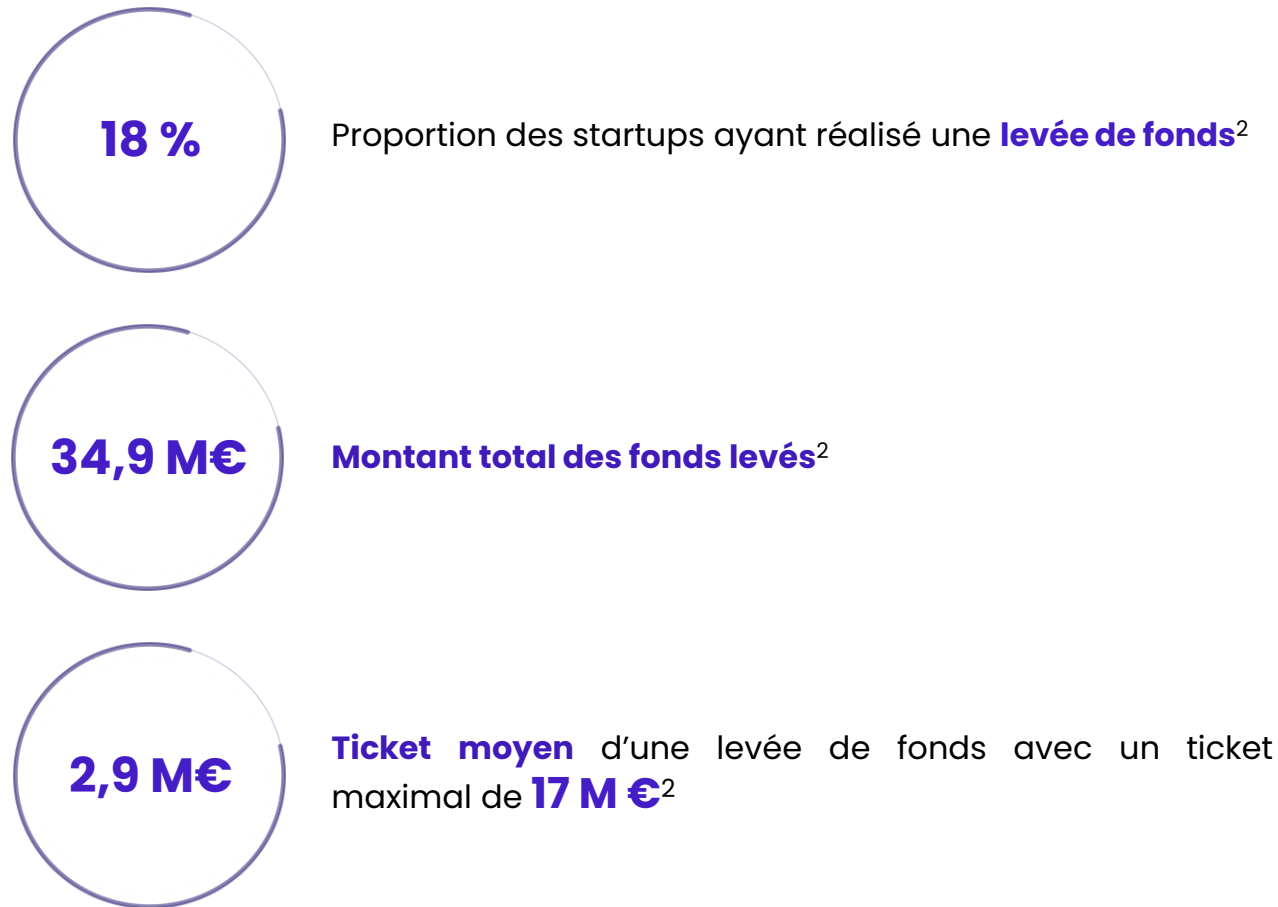 18 %
Proportion des startups ayant réalisé une levée de fonds²
34,9 M€
Montant total des fonds levés²
2,9 M€
Ticket moyen d’une levée de fonds avec un ticket
maximal de 17 M €²